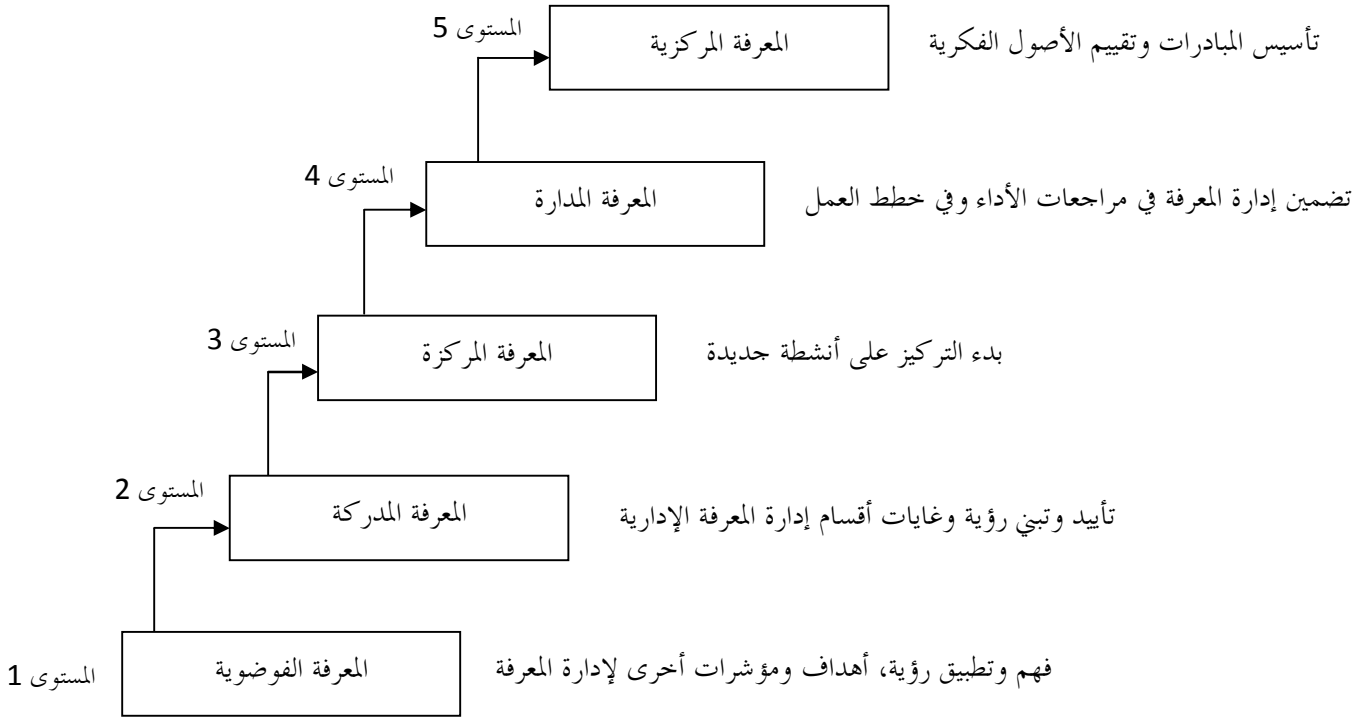 المستوى 5
المعرفة المركزية
تأسيس المبادرات وتقييم الأصول الفكرية
المستوى 4
المعرفة المدارة
تضمين إدارة المعرفة في مراجعات الأداء وفي خطط العمل
المستوى 3
المعرفة المركزة
بدء التركيز على أنشطة جديدة
المستوى 2
المعرفة المدركة
تأييد وتبني رؤية وغايات أقسام إدارة المعرفة الإدارية
المستوى 1
المعرفة الفوضوية
فهم وتطبيق رؤية، أهداف ومؤشرات أخرى لإدارة المعرفة